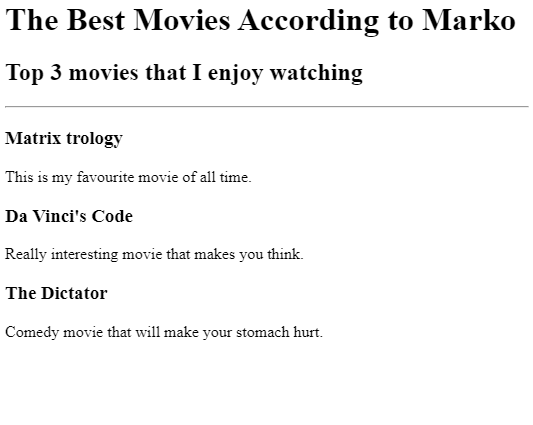 The Best Movies According to Marko
Top 3 movies that I enjoy watching
Matrix trology
This is my favourite movie of all time.
Da Vinci's Code
Really interesting movie that makes you think.
The Dictator
Comedy movie that will make your stomach hurt.